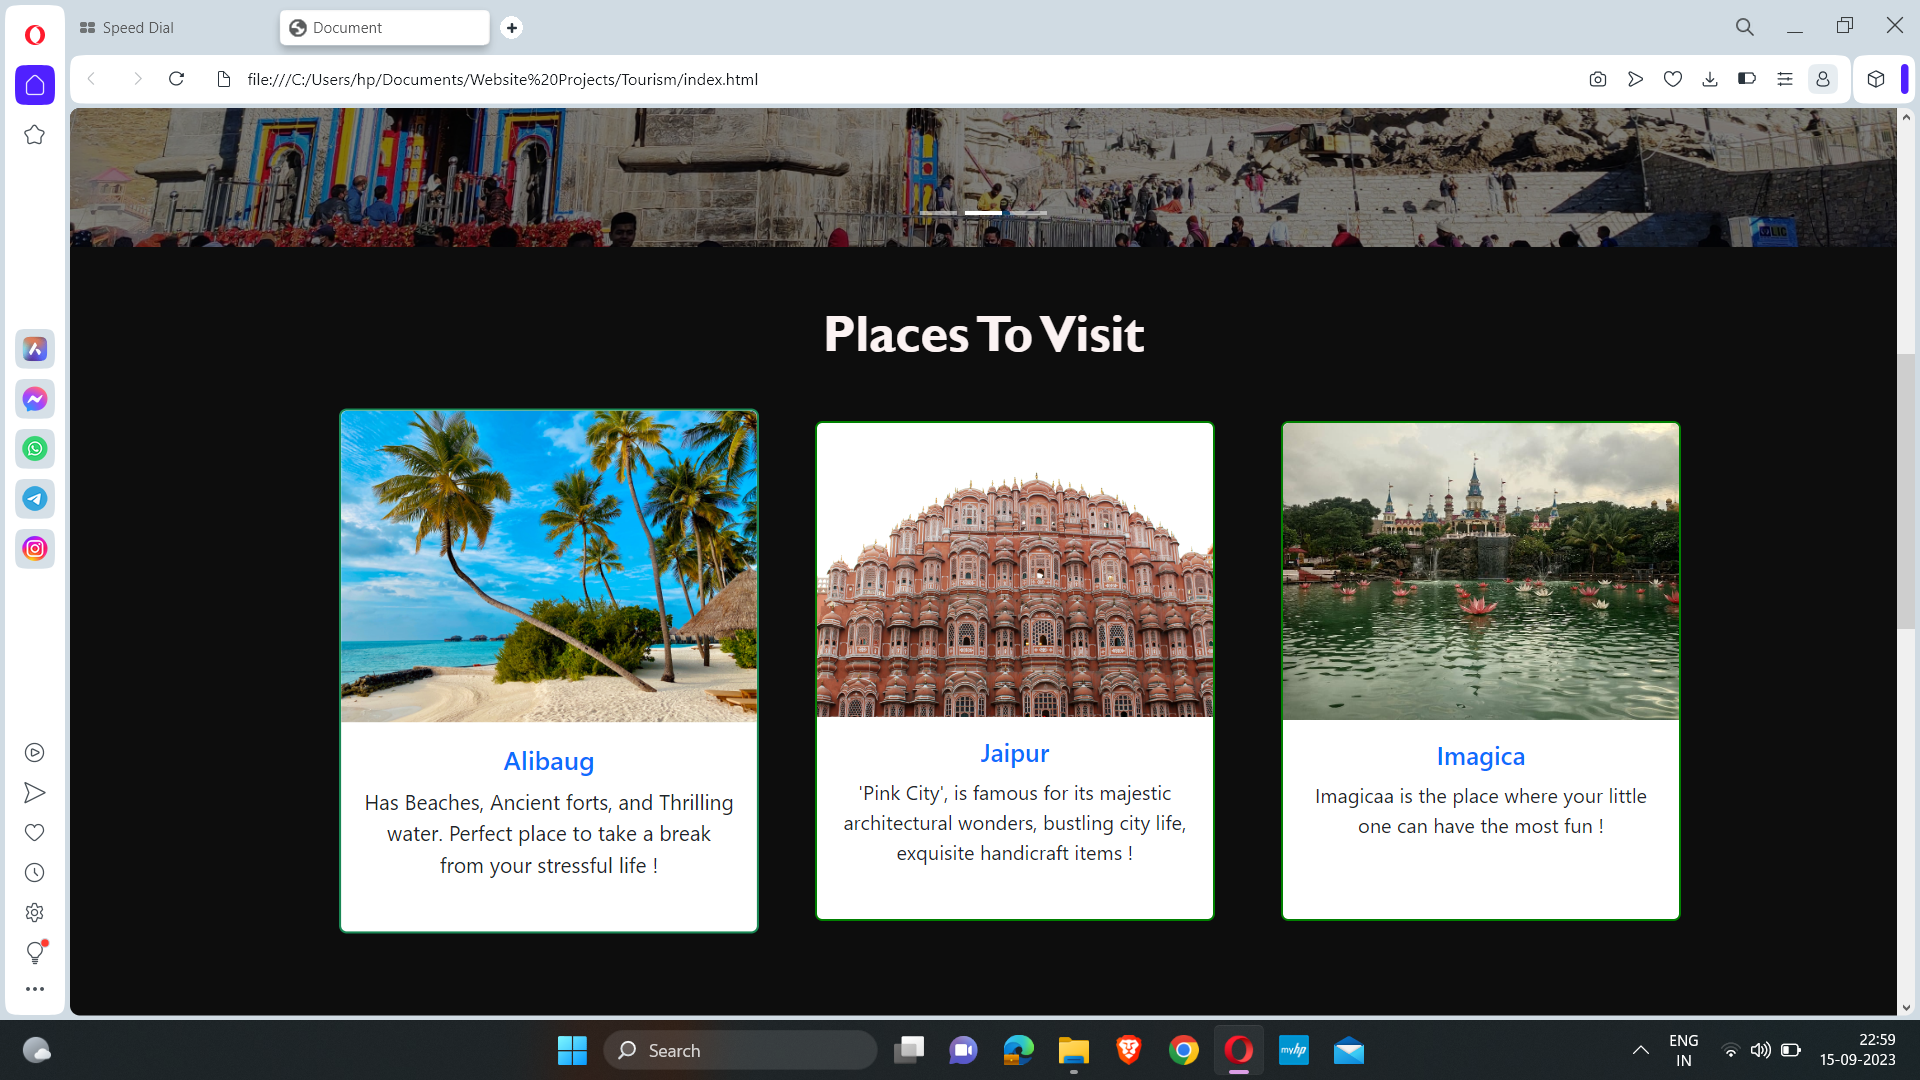 Speed Dial
Document
file:///C:/Users/hp/Documents/Website%20Projects/Tourism/index.html
LIC
Places To Visit
Alibaug
Has Beaches, Ancient forts, and Thrilling
water. Perfect place to take a break
from your stressful life !
Jaipur
'Pink City', is famous for its majestic
architectural wonders, bustling city life,
exquisite handicraft items !
Imagica
Imagicaa is the place where your little
one can have the most fun !
Search
myhp
ENG
IN
22:59
15-09-2023